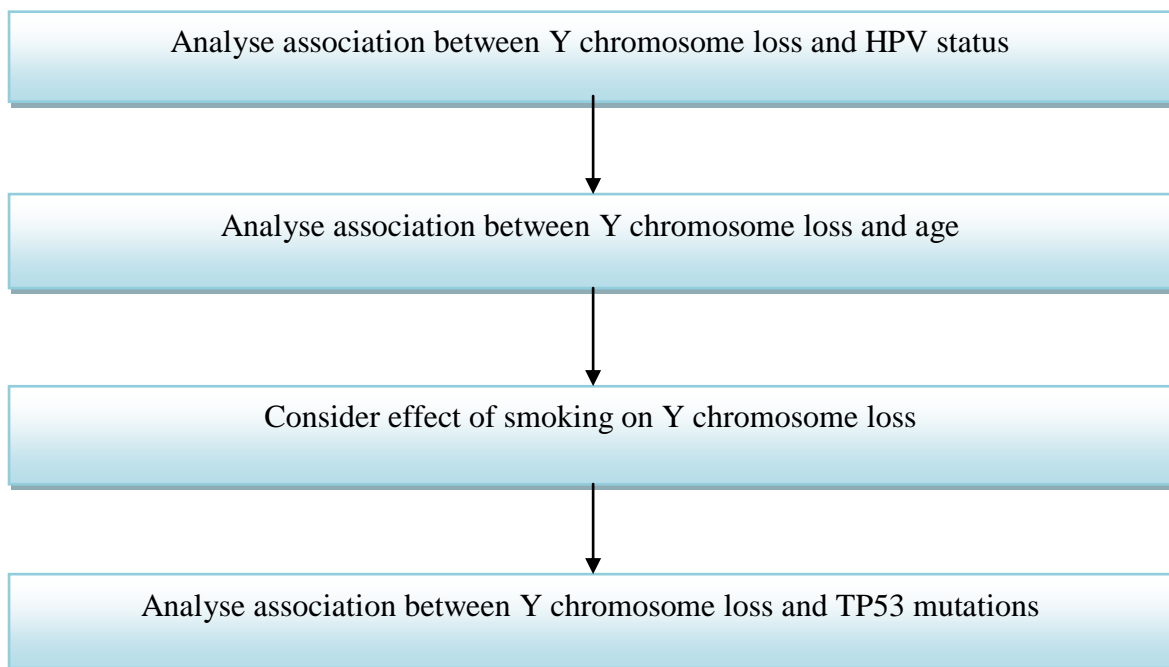 Analyse association between Y chromosome loss and HPV status
Analyse association between Y chromosome loss and age
Consider effect of smoking on Y chromosome loss
Analyse association between Y chromosome loss and TP53 mutations